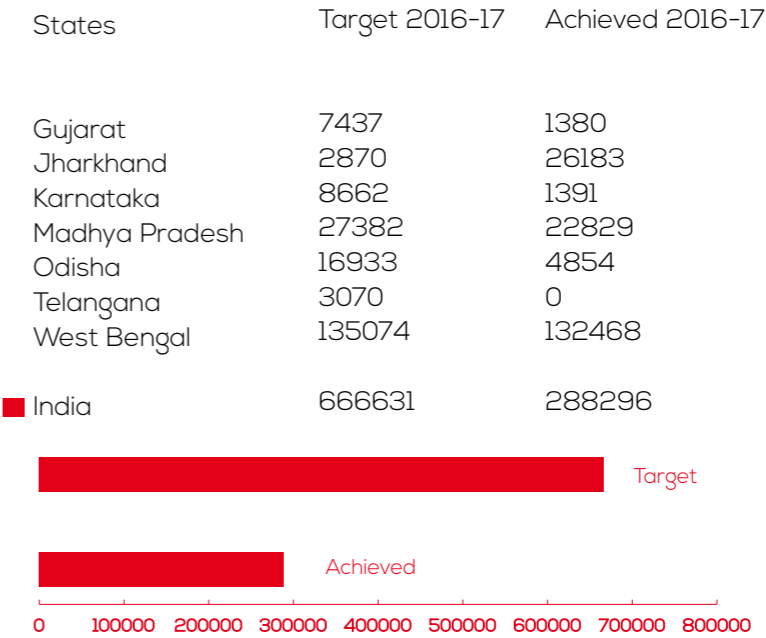 States Target 2016-17 Achieved 2016-17
Gujarat 7437 1380
Jharkhand 2870 26183
Karnataka 8662 1391
Madhya Pradesh 27382 22829
Odisha 16933 4854
Telangana 3070 0
West Bengal 135074 132468
India 666631 288296
Target
Achieved
0 100000 200000 300000 400000 500000 600000 700000 800000